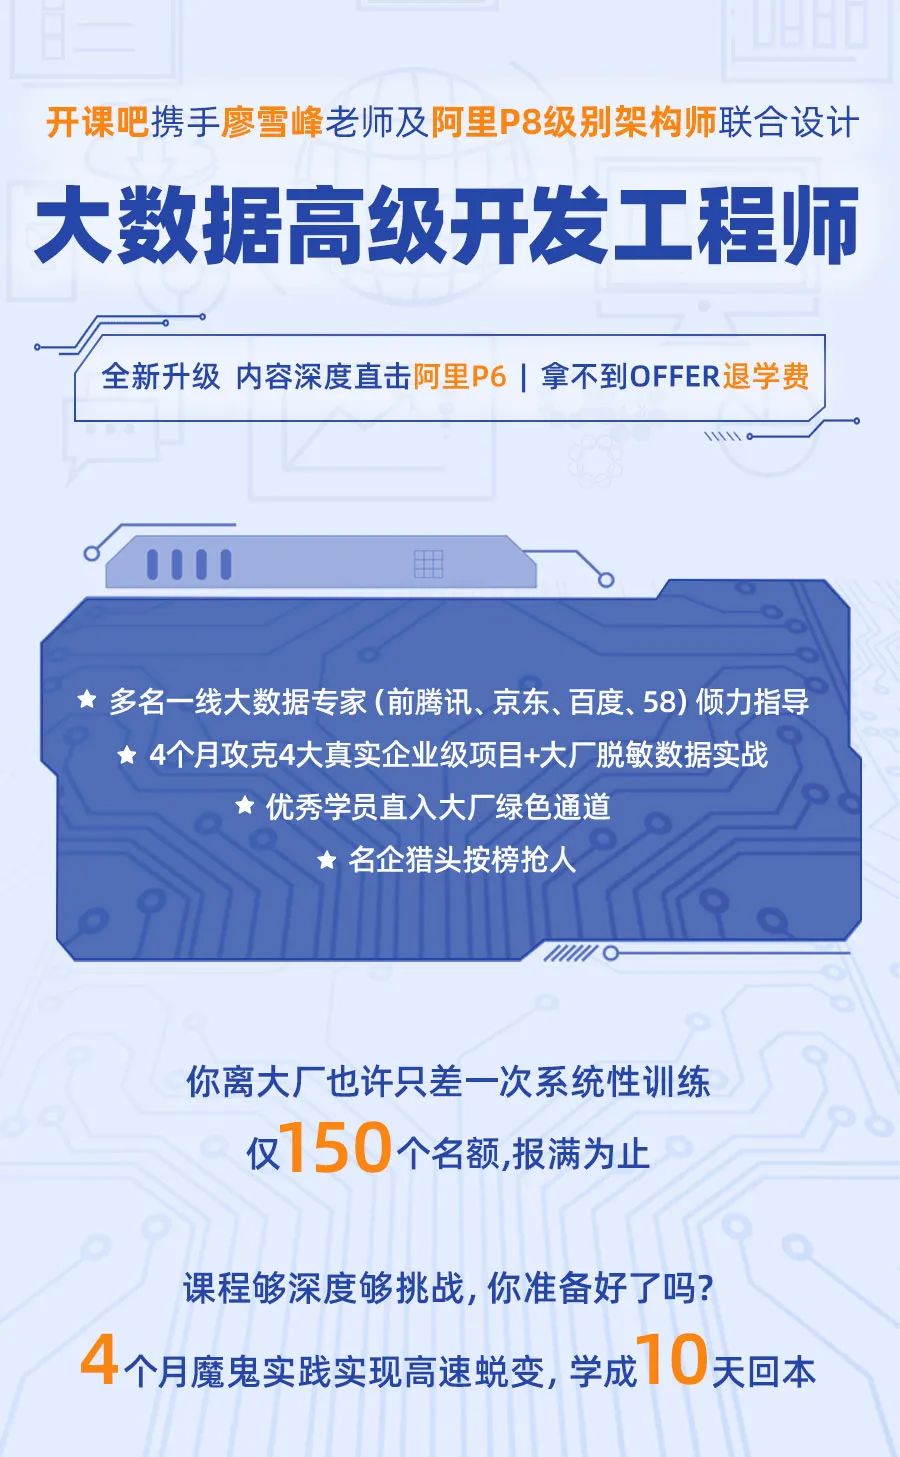 开课吧携手廖雪峰老师及阿里P8级别架构师联合设计
大数据高级开发工程师
全新升级 内容深度直击阿里P6 | 拿不到OFFER退学费
★ 多名一线大数据专家(前腾讯、京东、百度、58)倾力指导
★ 4个月攻克4大真实企业级项目+大厂脱敏数据实战
★ 优秀学员直入大厂绿色通道
★ 名企猎头按榜抢人
你离大厂也许只差一次系统性训练
仅150个名额,报满为止
课程够深度够挑战,你准备好了吗?
4个月魔鬼实践实现高速蜕变,学成10天回本